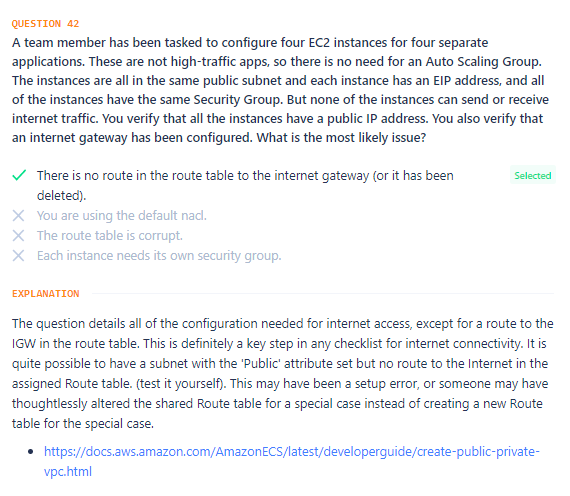 QUESTION 42
A team member has been tasked to configure four EC2 instances for four separate
applications. These are not high-traffic apps, so there is no need for an Auto Scaling Group.
The instances are all in the same public subnet and each instance has an EIP address, and all
of the instances have the same Security Group. But none of the instances can send or receive
internet traffic. You verify that all the instances have a public IP address. You also verify that
an internet gateway has been configured. What is the most likely issue?
There is no route in the route table to the internet gateway (or it has been
deleted).
Selected
You are using the default nacl.
The route table is corrupt.
Each instance needs its own security group.
EXPLANATION
The question details all of the configuration needed for internet access, except for a route to the
IGW in the route table. This is definitely a key step in any checklist for internet connectivity. It is
quite possible to have a subnet with the 'Public' attribute set but no route to the Internet in the
assigned Route table. (test it yourself). This may have been a setup error, or someone may have
thoughtlessly altered the shared Route table for a special case instead of creating a new Route
table for the special case.
https://docs.aws.amazon.com/AmazonECS/latest/developerguide/create-public-private-
vpc.html